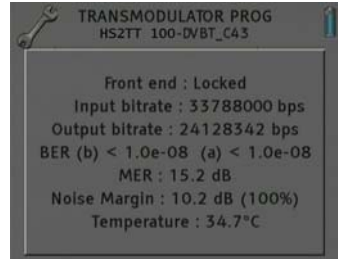 TRANSMODULATOR PROG
HS2TT 100-DVBT_C43
Front end : Locked
Input bitrate : 33788000 bps
Output bitrate : 24128342 bps
BER (b) < 1.0e-08 (a) < 1.0e-08
MER : 15.2 dB
Noise Margin : 10.2 dB (100%)
Temperature : 34.7°C